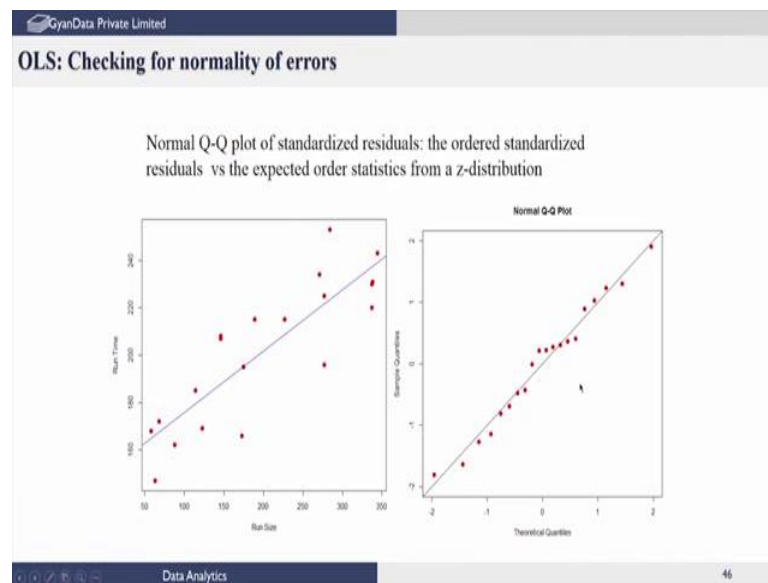 GyanData Private Limited
OLS: Checking for normality of errors
Normal Q-Q plot of standardized residuals: the ordered standardized
residuals vs the expected order statistics from a z-distribution
Normal Q-Q Plot
Run Time
160
180
200
220
240
50 100 150 200 250 300 350
Run Size
Sample Quantiles
-2
-1
0
1
2
-2 -1 0 1 2
Theoretical Quantiles
Data Analytics
46